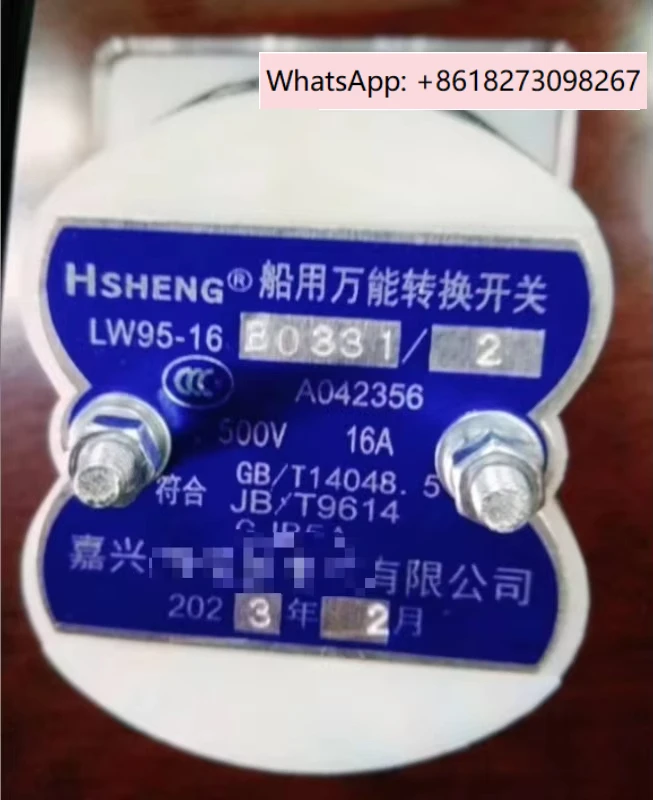 WhatsApp: +8618273098267
HSHENG® 船用万能转换开关
LW95-16 B0331/2
CCC
A042356
500V 16A
符合 GB/T14048.5
JB/T9614
嘉兴 有限公司
2023年 2月